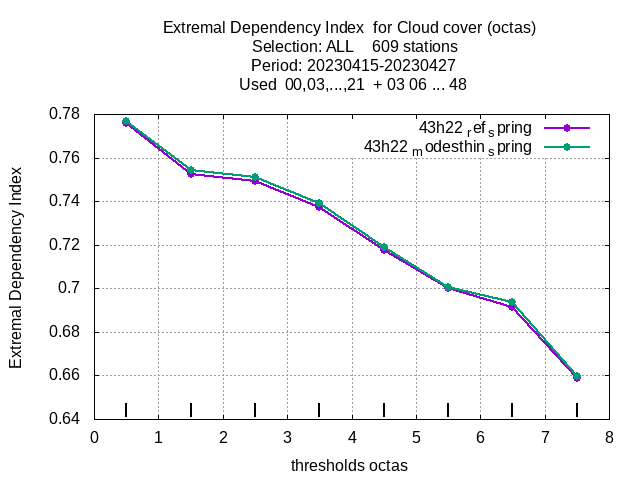 Extremal Dependency Index  for Cloud cover (octas)
Selection: ALL    609 stations
Period: 20230415-20230427
Used  00,03,...,21  + 03 06 ... 48
43h22 ref spring
43h22 modesthin spring
Extremal Dependency Index
0.78
0.76
0.74
0.72
0.7
0.68
0.66
0.64
0 1 2 3 4 5 6 7 8
thresholds octas